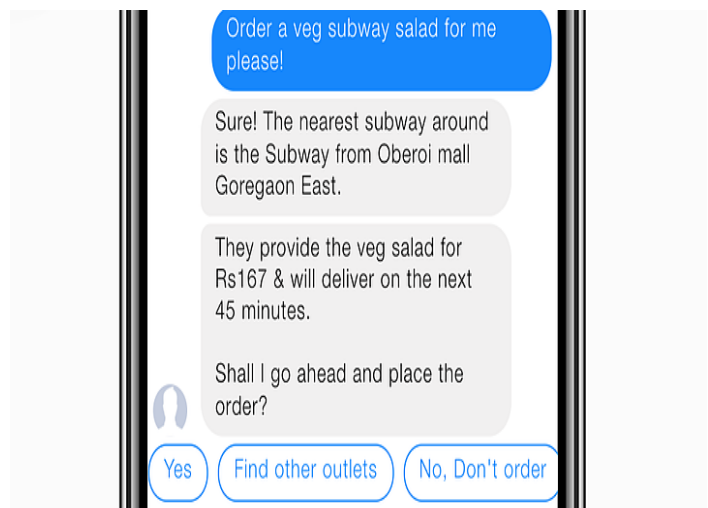 Order a veg subway salad for me
please!
Sure! The nearest subway around
is the Subway from Oberoi mall
Goregaon East.
They provide the veg salad for
Rs167 & will deliver on the next
45 minutes.
Shall I go ahead and place the
order?
Yes
Find other outlets
No, Don't order